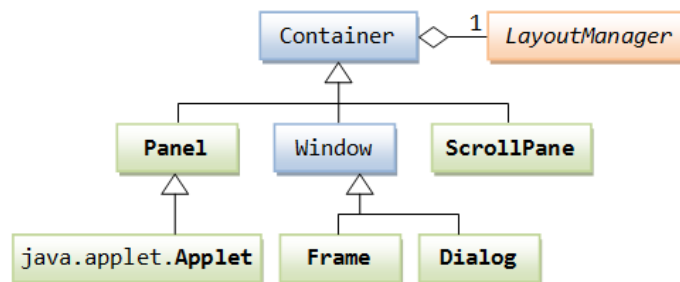 Container
1
LayoutManager
Panel
Window
ScrollPane
java.applet.Applet
Frame
Dialog